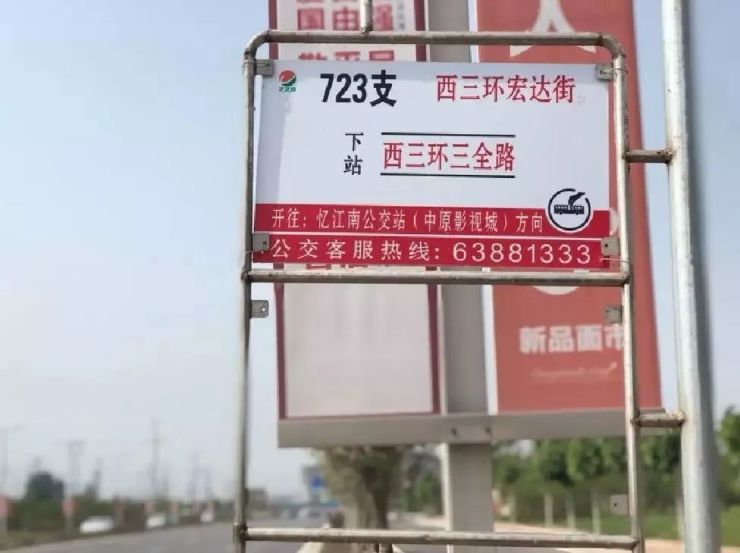 723支 西三环宏达街
下站 西三环三全路
开往：忆江南公交站（中原影视城）方向
公交客服热线：63881333
新品面市